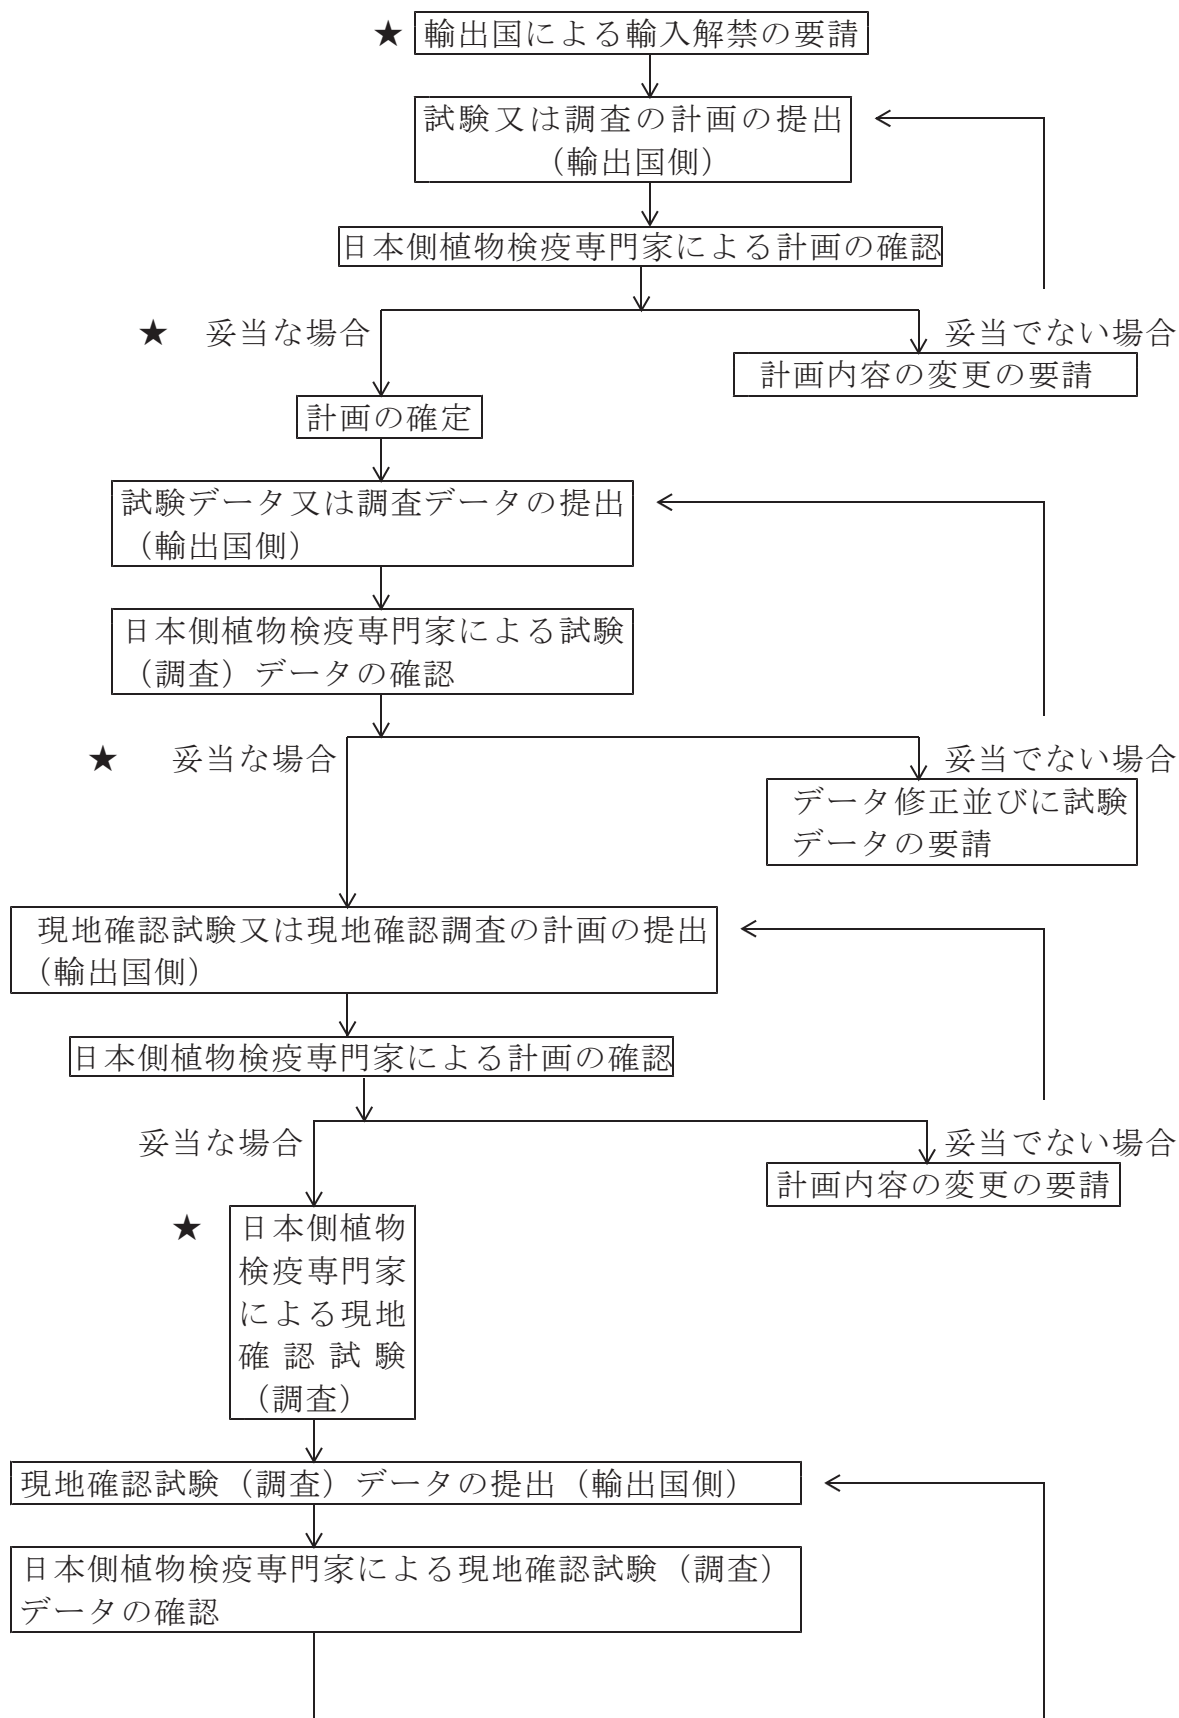 ★ 輸出国による輸入解禁の要請
試験又は調査の計画の提出
（輸出国側）
日本側植物検疫専門家による計画の確認
★ 妥当な場合
妥当でない場合
計画内容の変更の要請
計画の確定
試験データ又は調査データの提出
（輸出国側）
日本側植物検疫専門家による試験
（調査）データの確認
★ 妥当な場合
妥当でない場合
データ修正並びに試験
データの要請
現地確認試験又は現地確認調査の計画の提出
（輸出国側）
日本側植物検疫専門家による計画の確認
妥当な場合
妥当でない場合
計画内容の変更の要請
★ 日本側植物
検疫専門家
による現地
確認試験
（調査）
現地確認試験（調査）データの提出（輸出国側）
日本側植物検疫専門家による現地確認試験（調査）
データの確認